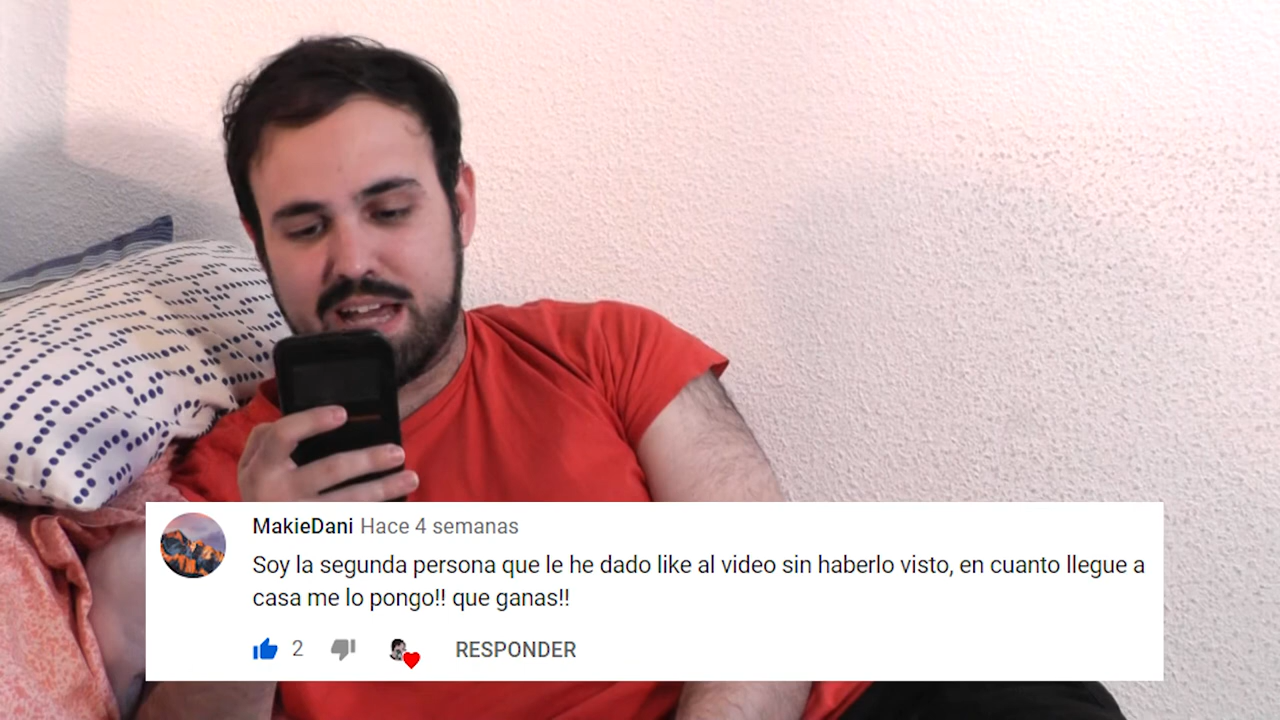 MakieDani Hace 4 semanas
Soy la segunda persona que le he dado like al video sin haberlo visto, en cuanto llegue a
casa me lo pongo!! que ganas!!
2 RESPONDER